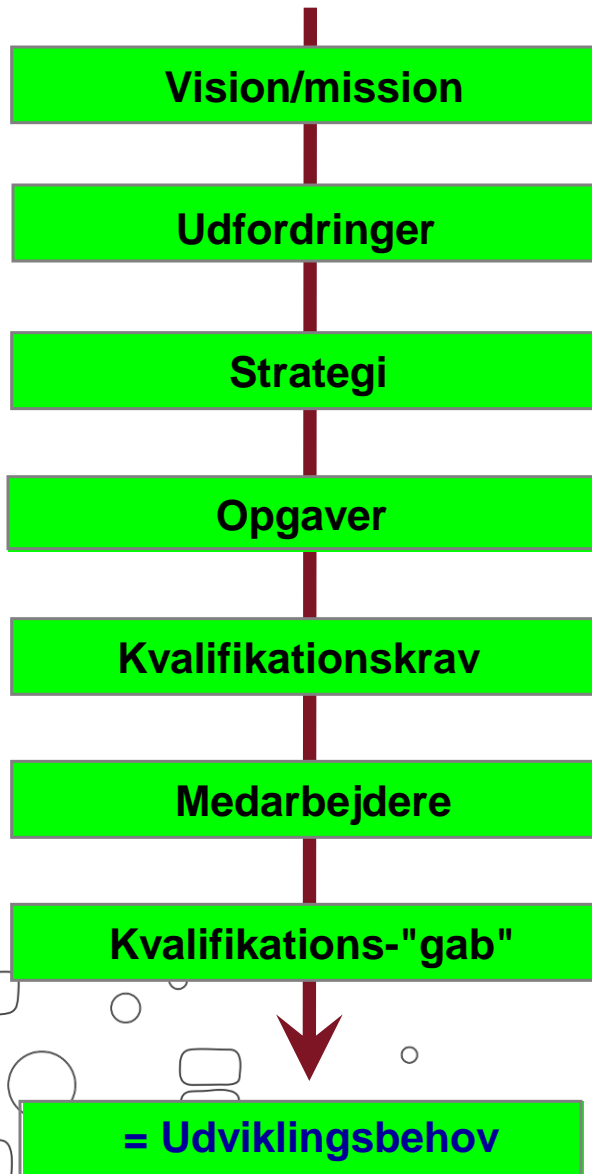 Vision/mission
Udfordringer
Strategi
Opgaver
Kvalifikationskrav
Medarbejdere
Kvalifikations-"gab"
= Udviklingsbehov